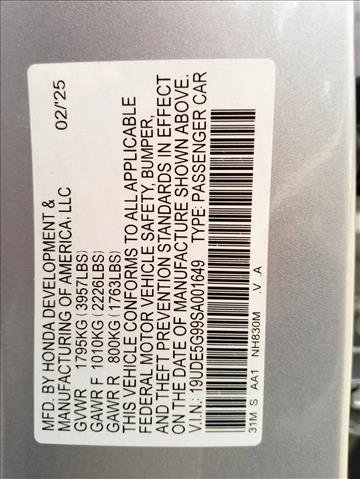 MFD. BY HONDA DEVELOPMENT & 02/'25
MANUFACTURING OF AMERICA, LLC
GVWR 1795KG (3957LBS)
GAWR F 1010KG (2226LBS)
GAWR R 800KG (1763LBS)
THIS VEHICLE CONFORMS TO ALL APPLICABLE
FEDERAL MOTOR VEHICLE SAFETY, BUMPER,
AND THEFT PREVENTION STANDARDS IN EFFECT
ON THE DATE OF MANUFACTURE SHOWN ABOVE.
V.I.N.: 19UDE5G99SA001649 TYPE: PASSENGER CAR
31M S AA1 NH830M .V .A